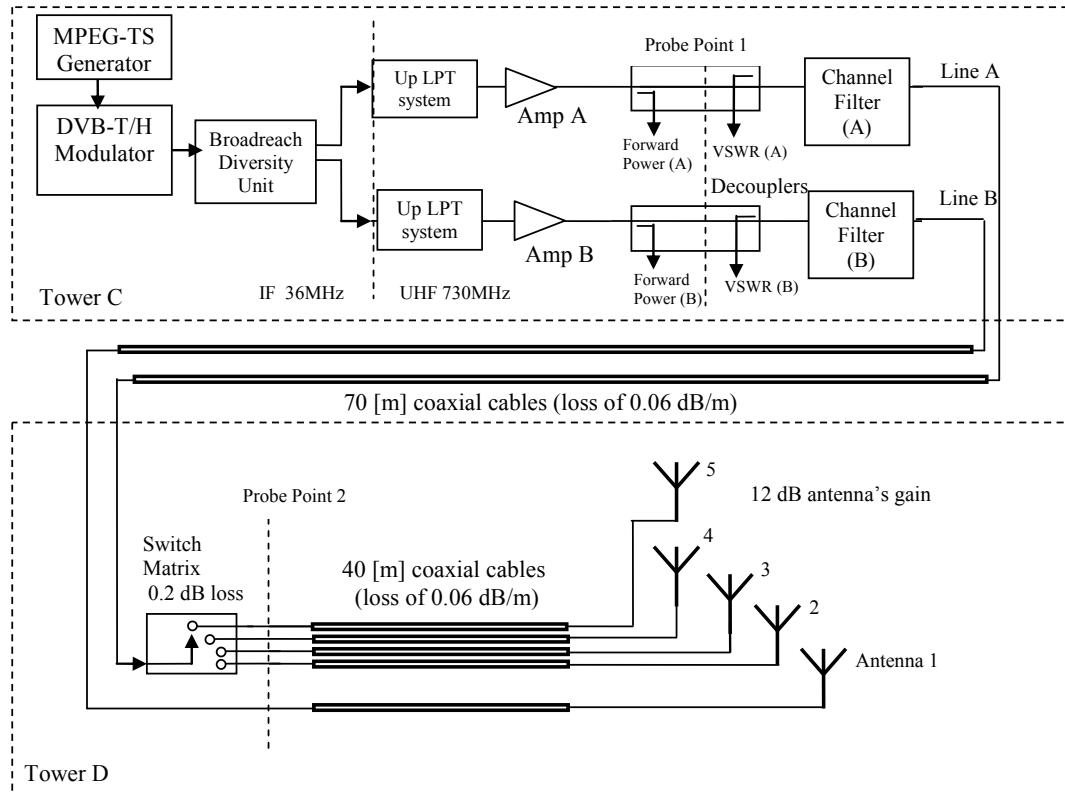 MPEG-TS
Generator
DVB-T/H
Modulator
Broadreach
Diversity
Unit
Up LPT
system
Amp A
Probe Point 1
Forward
Power (A)
VSWR (A)
Channel
Filter
(A)
Line A
Up LPT
system
Amp B
Decouplers
Forward
Power (B)
VSWR (B)
Channel
Filter
(B)
Line B
Tower C
IF 36MHz
UHF 730MHz
70 [m] coaxial cables (loss of 0.06 dB/m)
Probe Point 2
Switch
Matrix
0.2 dB loss
40 [m] coaxial cables
(loss of 0.06 dB/m)
5
12 dB antenna's gain
4
3
2
Antenna 1
Tower D